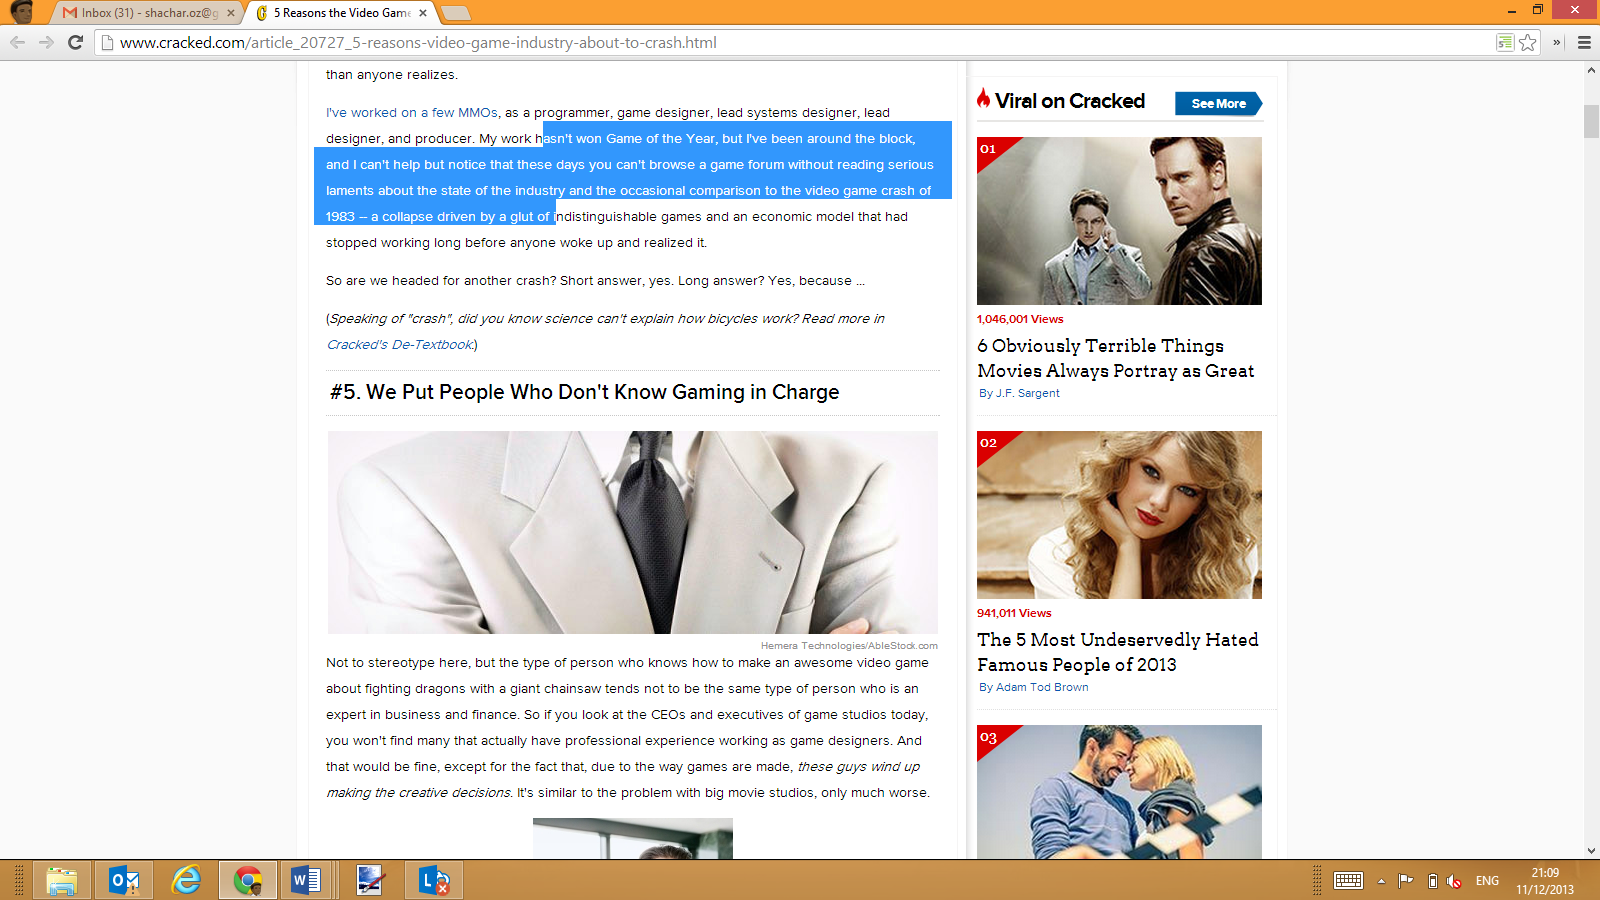 Inbox (31) - shachar.oz@g
5 Reasons the Video Game
www.cracked.com/article_20727_5-reasons-video-game-industry-about-to-crash.html
than anyone realizes.
I've worked on a few MMOs, as a programmer, game designer, lead systems designer, lead
designer, and producer. My work hasn't won Game of the Year, but I've been around the block,
and I can't help but notice that these days you can't browse a game forum without reading serious
laments about the state of the industry and the occasional comparison to the video game crash of
1983 – a collapse driven by a glut of indistinguishable games and an economic model that had
stopped working long before anyone woke up and realized it.
So are we headed for another crash? Short answer, yes. Long answer? Yes, because ...
(Speaking of "crash", did you know science can't explain how bicycles work? Read more in
Cracked's De-Textbook.)
#5. We Put People Who Don't Know Gaming in Charge
Hemera Technologies/AbleStock.com
Not to stereotype here, but the type of person who knows how to make an awesome video game
about fighting dragons with a giant chainsaw tends not to be the same type of person who is an
expert in business and finance. So if you look at the CEOs and executives of game studios today,
you won't find many that actually have professional experience working as game designers. And
that would be fine, except for the fact that, due to the way games are made, these guys wind up
making the creative decisions. It's similar to the problem with big movie studios, only much worse.
Viral on Cracked
See More
01
1,046,001 Views
6 Obviously Terrible Things
Movies Always Portray as Great
By J.F. Sargent
02
941,011 Views
The 5 Most Undeservedly Hated
Famous People of 2013
By Adam Tod Brown
03
ENG
21:09
11/12/2013